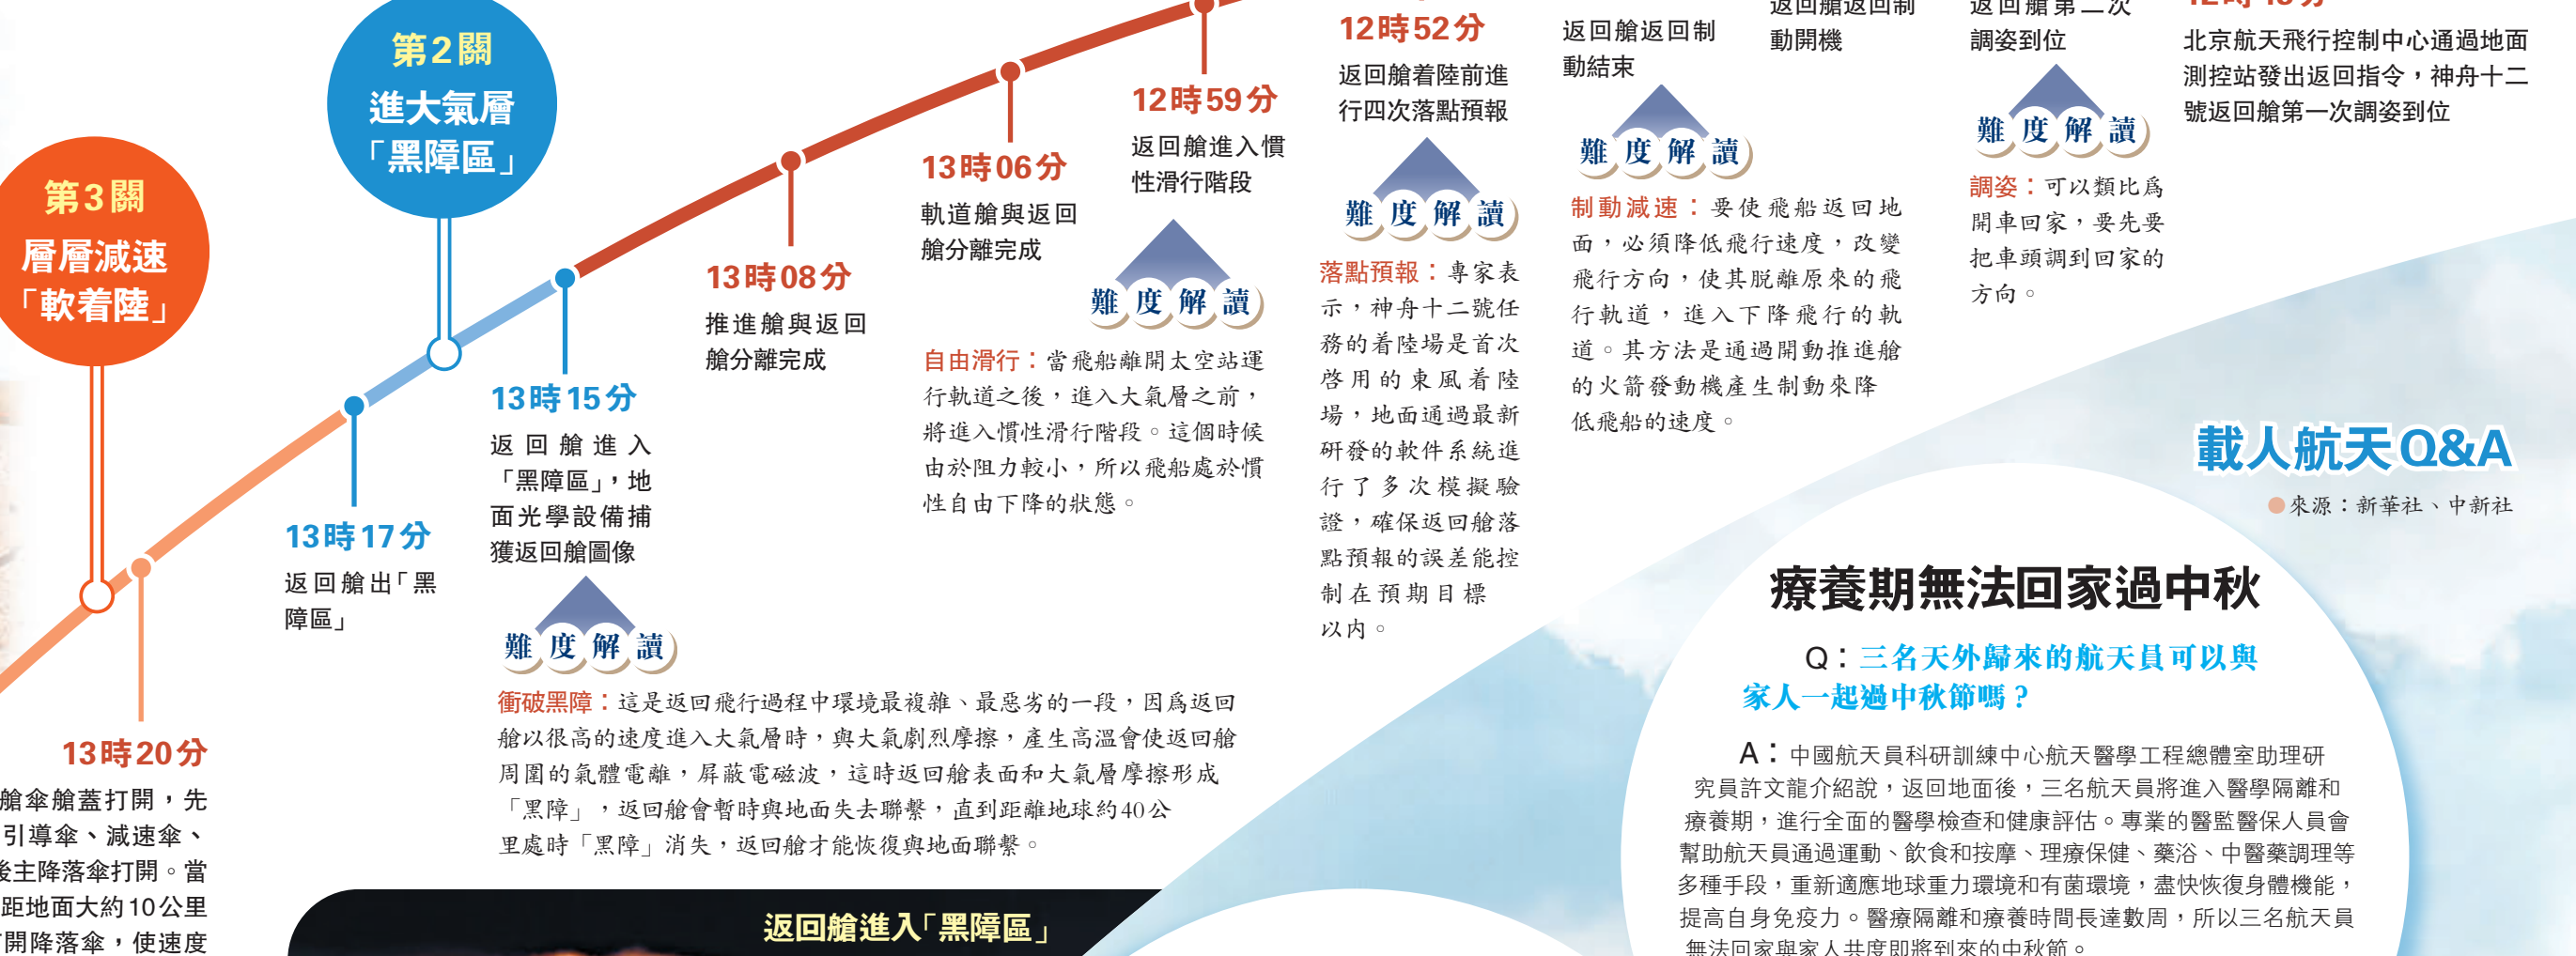 第2關
進大氣層
「黑障區」
第3關
層層減速
「軟着陸」
返回艙返回制
動開機
返回艙第二次
調姿到位
北京航天飛行控制中心通過地面
測控站發出返回指令，神舟十二
號返回艙第一次調姿到位
難度解讀
調姿：可以類比爲
開車回家，要先要
把車頭調到回家的
方向。
返回艙返回制
動結束
難度解讀
制動減速：要使飛船返回地
面，必須降低飛行速度，改變
飛行方向，使其脱離原來的飛
行軌道，進入下降飛行的軌
道。其方法是通過開動推進艙
的火箭發動機產生制動來降
低飛船的速度。
12時52分
返回艙着陸前進
行四次落點預報
難度解讀
落點預報：專家表
示，神舟十二號任
務的着陸場是首次
啓用的東風着陸
場，地面通過最新
研發的軟件系統進
行了多次模擬驗
證，確保返回艙落
點預報的誤差能控
制在預期目標
以内。
12時59分
返回艙進入慣
性滑行階段
難度解讀
自由滑行：當飛船離開太空站運
行軌道之後，進入大氣層之前，
將進入慣性滑行階段。這個時候
由於阻力較小，所以飛船處於慣
性自由下降的狀態。
13時06分
軌道艙與返回
艙分離完成
13時08分
推進艙與返回
艙分離完成
13時15分
返回艙進入
「黑障區」，地
面光學設備捕
獲返回艙圖像
難度解讀
衝破黑障：這是返回飛行過程中環境最複雜、最惡劣的一段，因爲返回
艙以很高的速度進入大氣層時，與大氣劇烈摩擦，產生高溫會使返回艙
周圍的氣體電離，屏蔽電磁波，這時返回艙表面和大氣層摩擦形成
「黑障」，返回艙會暫時與地面失去聯繫，直到距離地球約40公
里處時「黑障」消失，返回艙才能恢復與地面聯繫。
13時17分
返回艙出「黑
障區」
13時20分
艙傘艙蓋打開，先
引導傘、減速傘、
後主降落傘打開。當
距地面大約10公里
開降落傘，使速度
返回艙進入「黑障區」
載人航天Q&A
●來源：新華社、中新社
療養期無法回家過中秋
Q：三名天外歸來的航天員可以與
家人一起過中秋節嗎？
A：中國航天員科研訓練中心航天醫學工程總體室助理研
究員許文龍介紹說，返回地面後，三名航天員將進入醫學隔離和
療養期，進行全面的醫學檢查和健康評估。專業的醫監醫保人員會
幫助航天員通過運動、飲食和按摩、理療保健、藥浴、中醫藥調理等
多種手段，重新適應地球重力環境和有菌環境，盡快恢復身體機能，
提高自身免疫力。醫療隔離和療養時間長達數周，所以三名航天員
無法回家與家人共度即將到來的中秋節。